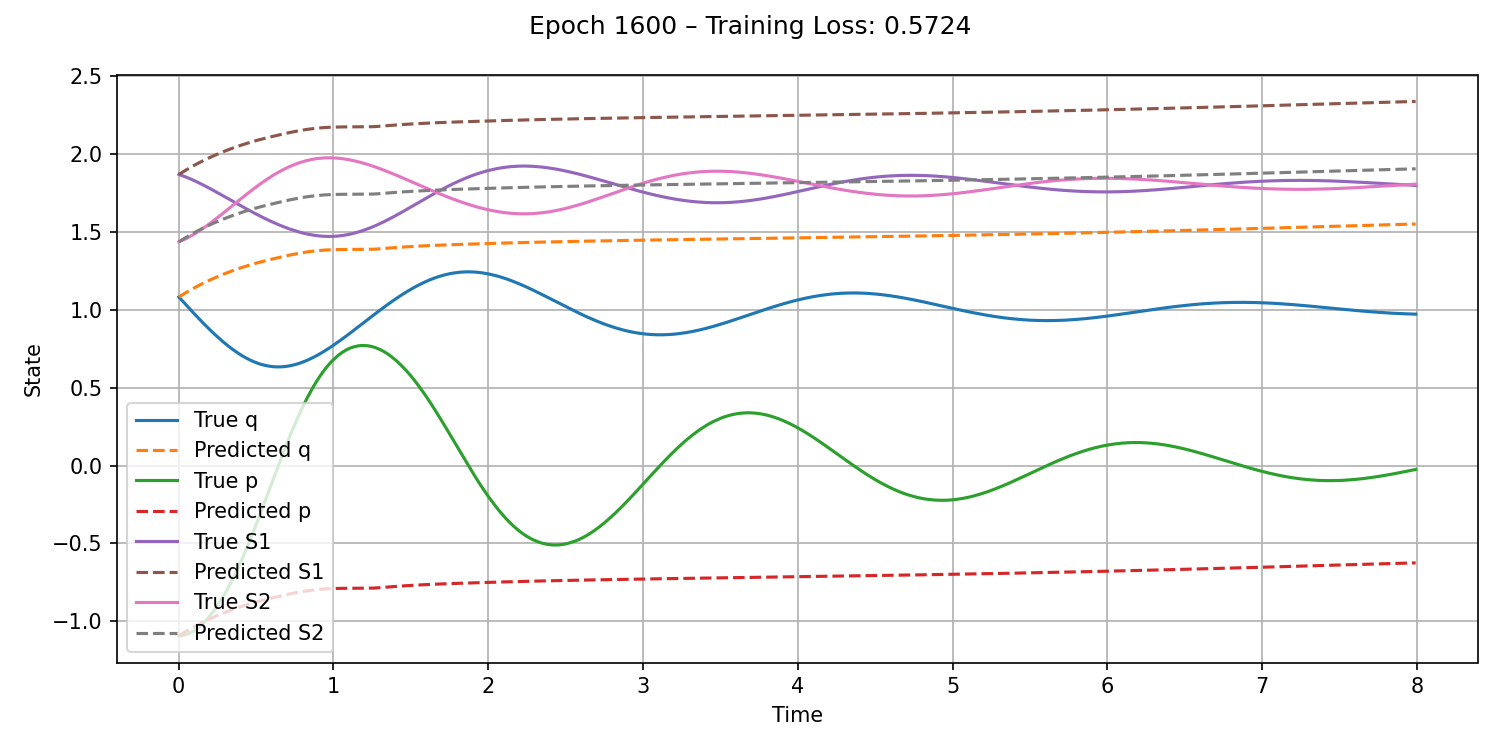 Epoch 1600 – Training Loss: 0.5724
2.5
2.0
1.5
1.0
0.5
0.0
−0.5
−1.0
State
True q
Predicted q
True p
Predicted p
True S1
Predicted S1
True S2
Predicted S2
0 1 2 3 4 5 6 7 8
Time